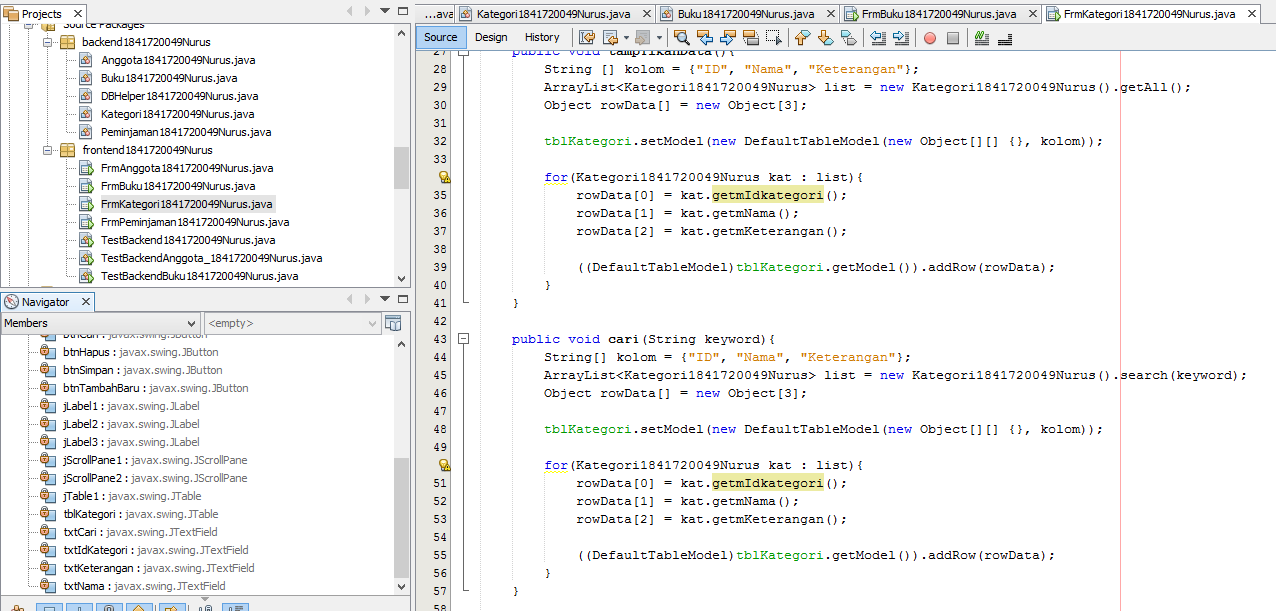 Projects
Source Packages
backend1841720049Nurus
Anggota1841720049Nurus.java
Buku1841720049Nurus.java
DBHelper1841720049Nurus.java
Kategori1841720049Nurus.java
Peminjaman1841720049Nurus.java
frontend1841720049Nurus
FrmAnggota1841720049Nurus.java
FrmBuku1841720049Nurus.java
FrmKategori1841720049Nurus.java
FrmPeminjaman1841720049Nurus.java
TestBackend1841720049Nurus.java
TestBackendAnggota_1841720049Nurus.java
TestBackendBuku1841720049Nurus.java
Navigator
Members <empty>
btnCari : javax.swing.JButton
btnHapus : javax.swing.JButton
btnSimpan : javax.swing.JButton
btnTambahBaru : javax.swing.JButton
jLabel1 : javax.swing.JLabel
jLabel2 : javax.swing.JLabel
jLabel3 : javax.swing.JLabel
jScrollPane1 : javax.swing.JScrollPane
jScrollPane2 : javax.swing.JScrollPane
jTable1 : javax.swing.JTable
tblKategori : javax.swing.JTable
txtCari : javax.swing.JTextField
txtIdKategori : javax.swing.JTextField
txtKeterangan : javax.swing.JTextField
txtNama : javax.swing.JTextField
...ava Kategori1841720049Nurus.java Buku1841720049Nurus.java FrmBuku1841720049Nurus.java FrmKategori1841720049Nurus.java
Source Design History
27 public void tampilkanData(){
28 String [] kolom = {"ID", "Nama", "Keterangan"};
29 ArrayList<Kategori1841720049Nurus> list = new Kategori1841720049Nurus().getAll();
30 Object rowData[] = new Object[3];
31
32 tblKategori.setModel(new DefaultTableModel(new Object[][] {}, kolom));
33
for(Kategori1841720049Nurus kat : list){
35 rowData[0] = kat.getmIdkategori();
36 rowData[1] = kat.getmNama();
37 rowData[2] = kat.getmKeterangan();
38
39 ((DefaultTableModel)tblKategori.getModel()).addRow(rowData);
40 }
41 }
42
43 public void cari(String keyword){
44 String[] kolom = {"ID", "Nama", "Keterangan"};
45 ArrayList<Kategori1841720049Nurus> list = new Kategori1841720049Nurus().search(keyword);
46 Object rowData[] = new Object[3];
47
48 tblKategori.setModel(new DefaultTableModel(new Object[][] {}, kolom));
49
for(Kategori1841720049Nurus kat : list){
51 rowData[0] = kat.getmIdkategori();
52 rowData[1] = kat.getmNama();
53 rowData[2] = kat.getmKeterangan();
54
55 ((DefaultTableModel)tblKategori.getModel()).addRow(rowData);
56 }
57 }
58